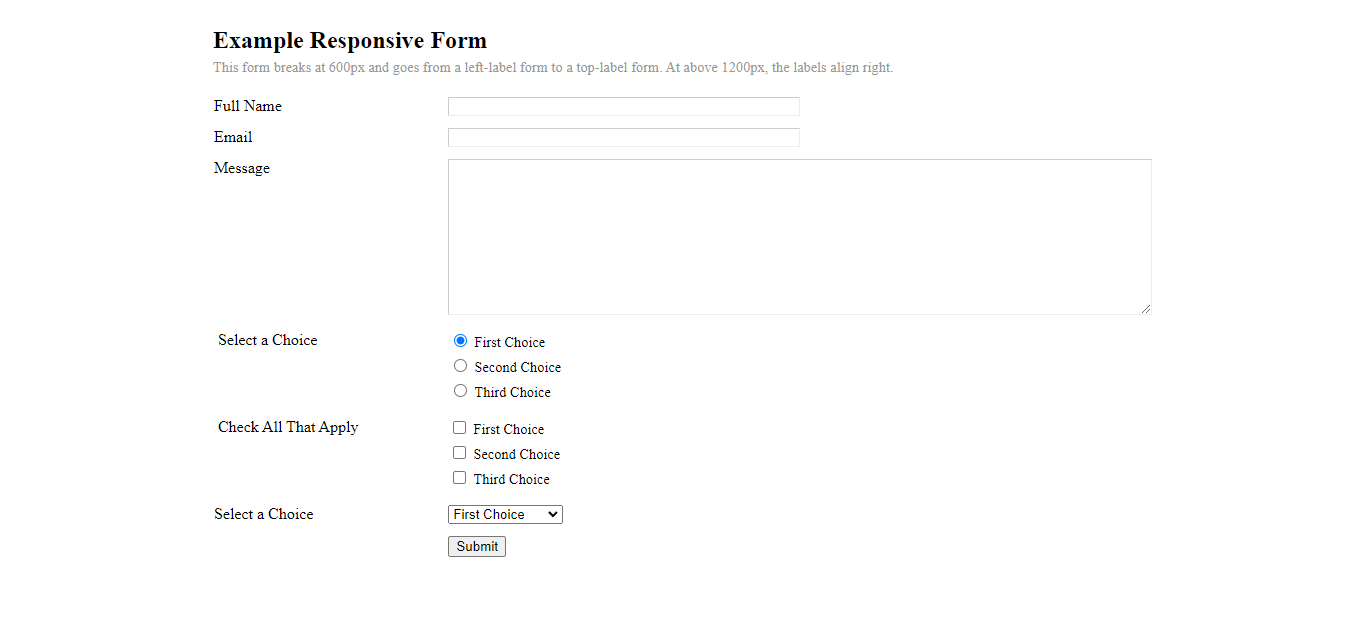 Example Responsive Form
This form breaks at 600px and goes from a left-label form to a top-label form. At above 1200px, the labels align right.
Full Name
Email
Message
Select a Choice
First Choice
Second Choice
Third Choice
Check All That Apply
First Choice
Second Choice
Third Choice
Select a Choice
First Choice
Submit